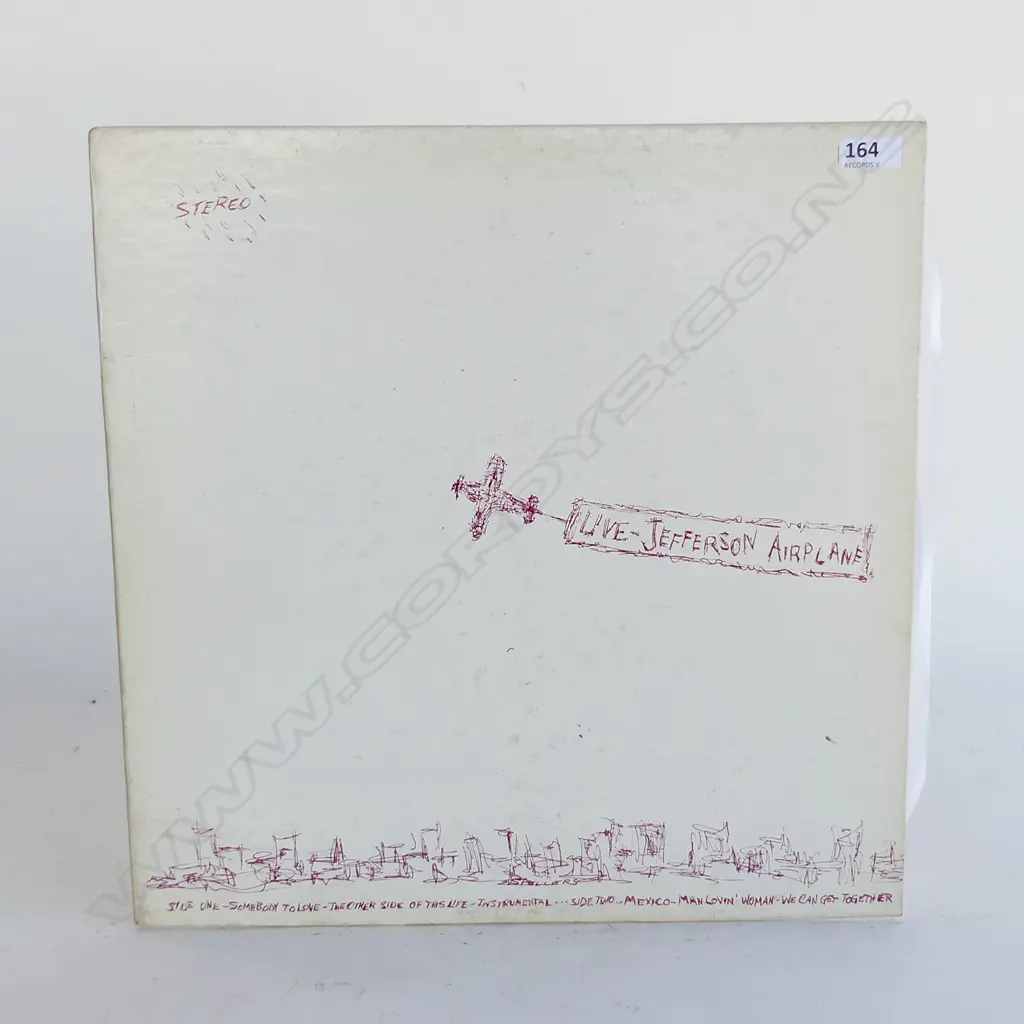 164
RECORDS V
STEREO
LIVE-JEFFERSON AIRPLANE
SIDE ONE-SOMEBODY TO LOVE-THE OTHER SIDE OF THIS LIFE-INSTRUMENTAL...SIDE TWO-MEXICO-MAN LOVIN' WOMAN-WE CAN GET TOGETHER
WWW.CORDYS.CO.NZ